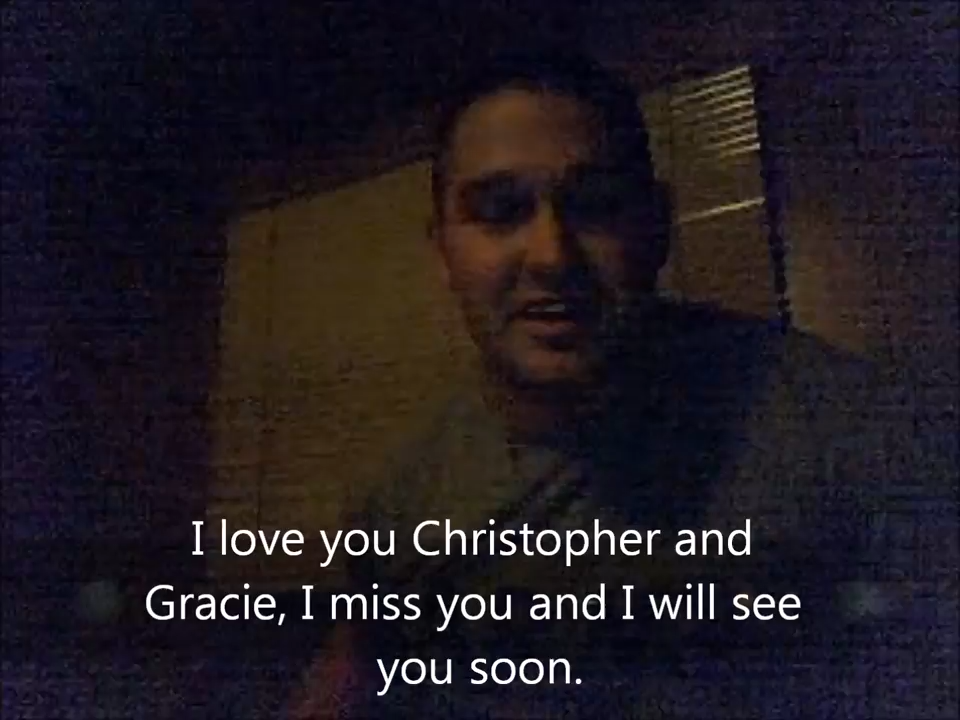 I love you Christopher and
Gracie, I miss you and I will see
you soon.